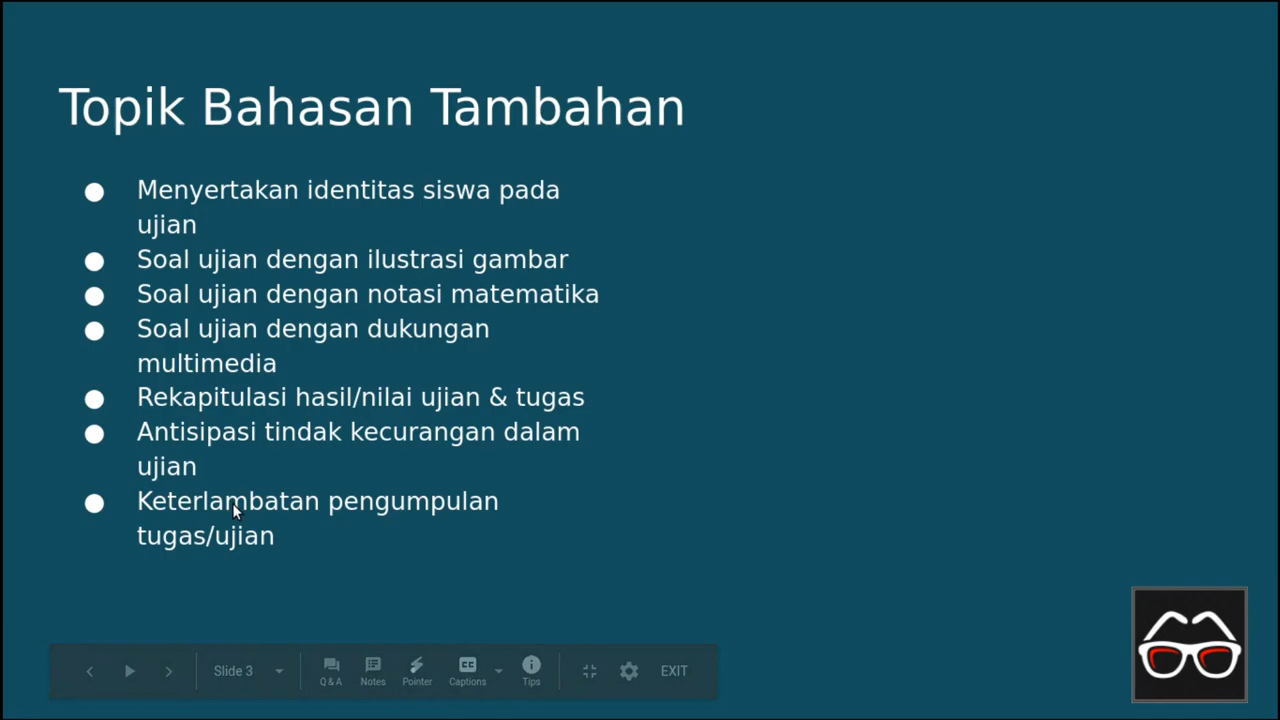 Topik Bahasan Tambahan
● Menyertakan identitas siswa pada
ujian
● Soal ujian dengan ilustrasi gambar
● Soal ujian dengan notasi matematika
● Soal ujian dengan dukungan
multimedia
● Rekapitulasi hasil/nilai ujian & tugas
● Antisipasi tindak kecurangan dalam
ujian
● Keterlambatan pengumpulan
tugas/ujian
Slide 3 Q & A Notes Pointer CC Captions Tips EXIT